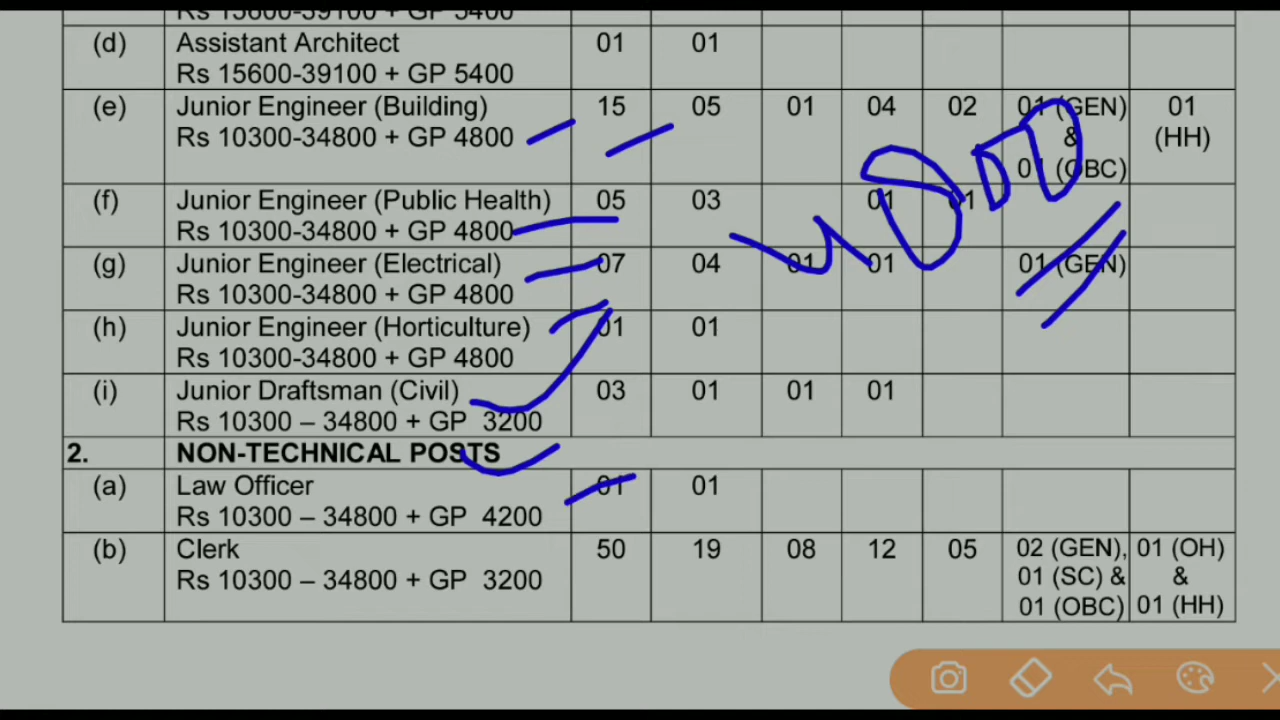 Rs 15600-39100 + GP 5400
(d) Assistant Architect 01 01
Rs 15600-39100 + GP 5400
(e) Junior Engineer (Building) 15 05 01 04 02 01 (GEN) 01
Rs 10300-34800 + GP 4800 & (HH)
01 (OBC)
(f) Junior Engineer (Public Health) 05 03 01 01
Rs 10300-34800 + GP 4800
(g) Junior Engineer (Electrical) 07 04 01 01 01 (GEN)
Rs 10300-34800 + GP 4800
(h) Junior Engineer (Horticulture) 01 01
Rs 10300-34800 + GP 4800
(i) Junior Draftsman (Civil) 03 01 01 01
Rs 10300 – 34800 + GP 3200
2. NON-TECHNICAL POSTS
(a) Law Officer 01 01
Rs 10300 – 34800 + GP 4200
(b) Clerk 50 19 08 12 05 02 (GEN), 01 (OH)
Rs 10300 – 34800 + GP 3200 01 (SC) & &
01 (OBC) 01 (HH)